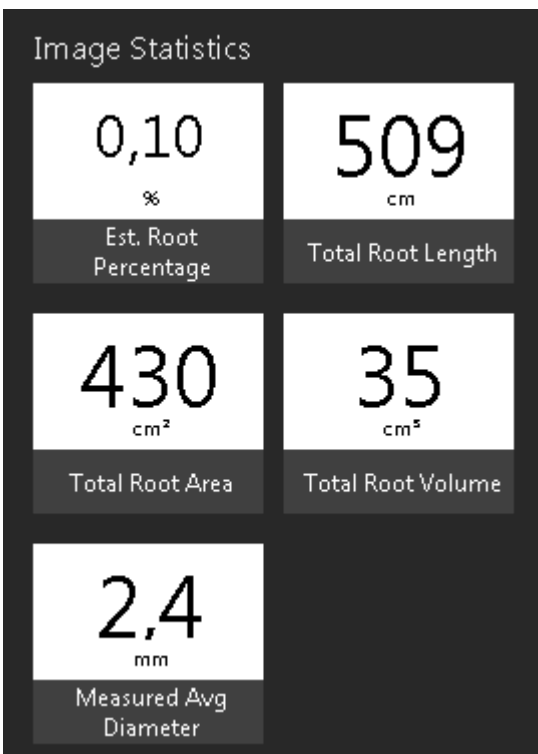 Image Statistics
0,10
%
Est. Root
Percentage
509
cm
Total Root Length
430
cm²
Total Root Area
35
cm³
Total Root Volume
2,4
mm
Measured Avg
Diameter